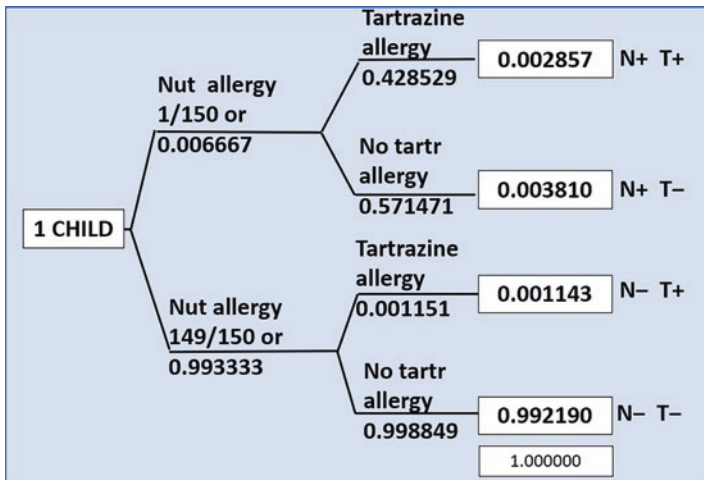 Tartrazine
allergy
0.428529
0.002857 N+ T+
Nut allergy
1/150 or
0.006667
No tartr
allergy
0.571471
0.003810 N+ T–
1 CHILD
Tartrazine
allergy
0.001151
0.001143 N– T+
Nut allergy
149/150 or
0.993333
No tartr
allergy
0.998849
0.992190 N– T–
1.000000